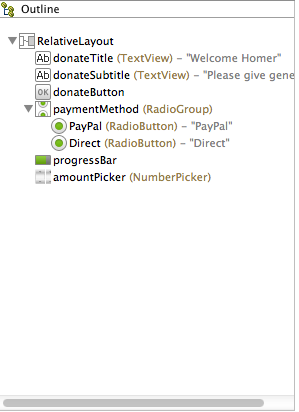 Outline
RelativeLayout
Ab donateTitle (TextView) – "Welcome Homer"
Ab donateSubtitle (TextView) – "Please give gene
OK donateButton
paymentMethod (RadioGroup)
PayPal (RadioButton) – "PayPal"
Direct (RadioButton) – "Direct"
progressBar
amountPicker (NumberPicker)